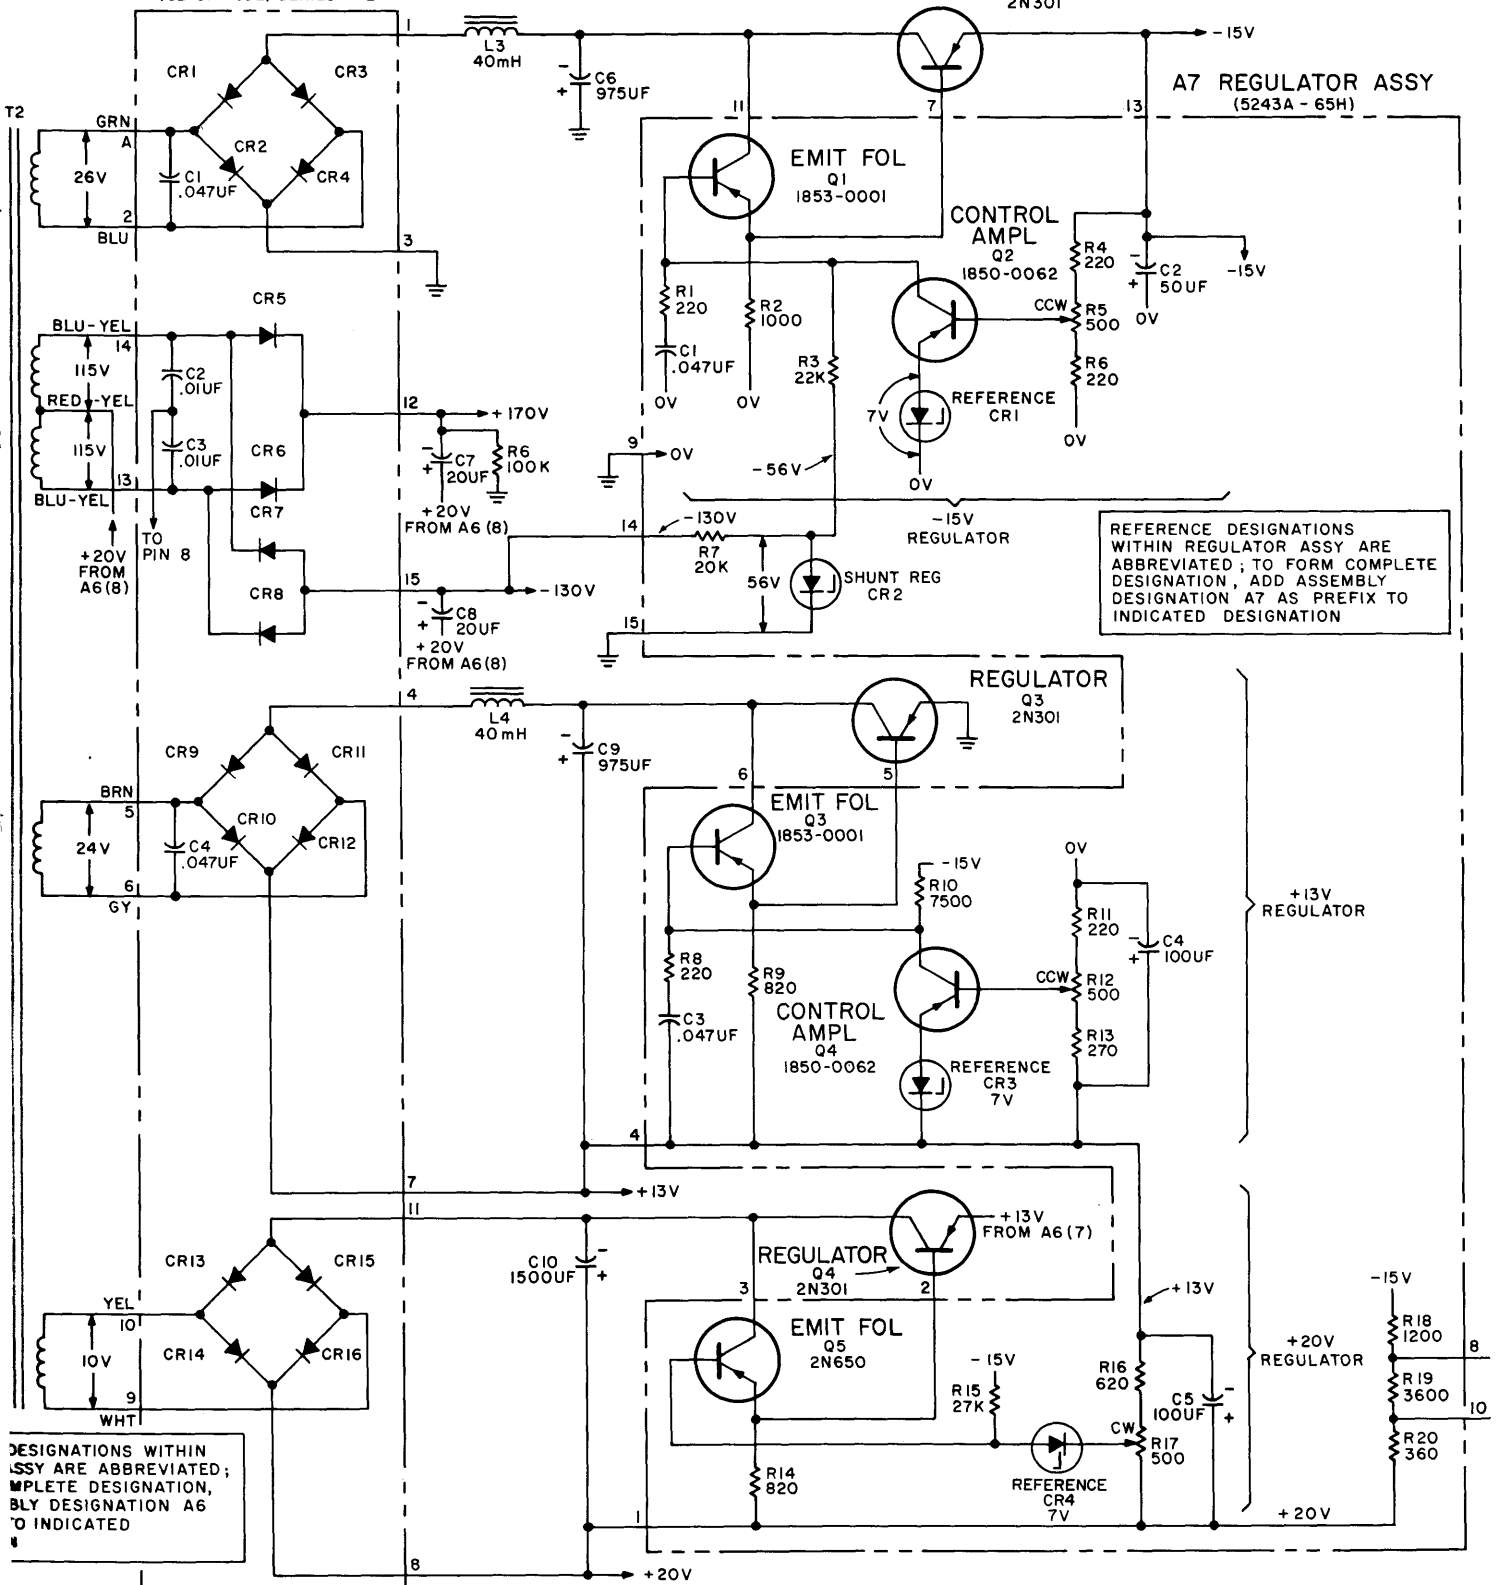 2N301
1
L3
40mH
-
+
C6
975UF
-15V
A7 REGULATOR ASSY
(5243A - 65H)
T2
GRN
A
26V
2
BLU
C1
.047UF
CR1
CR3
CR2
CR4
3
11
7
13
EMIT FOL
Q1
1853-0001
CONTROL
AMPL
Q2
1850-0062
R4
220
CCW
R5
500
R6
220
0V
-
+
C2
50UF
0V
-15V
R1
220
C1
.047UF
0V
R2
1000
0V
R3
22K
REFERENCE
CR1
7V
0V
-56V
9
0V
-15V
REGULATOR
BLU-YEL
14
115V
RED-YEL
115V
13
BLU-YEL
C2
.01UF
C3
.01UF
CR5
CR6
CR7
CR8
+20V
FROM
A6(8)
TO
PIN 8
12
+170V
-
+
C7
20UF
R6
100K
+20V
FROM A6(8)
15
-130V
-
+
C8
20UF
+20V
FROM A6(8)
14
-130V
R7
20K
56V
SHUNT REG
CR2
15
REFERENCE DESIGNATIONS
WITHIN REGULATOR ASSY ARE
ABBREVIATED; TO FORM COMPLETE
DESIGNATION, ADD ASSEMBLY
DESIGNATION A7 AS PREFIX TO
INDICATED DESIGNATION
4
L4
40mH
-
+
C9
975UF
REGULATOR
Q3
2N301
6
5
BRN
5
24V
6
GY
C4
.047UF
CR9
CR11
CR10
CR12
EMIT FOL
Q3
1853-0001
-15V
R10
7500
0V
R11
220
CCW
R12
500
R13
270
-
+
C4
100UF
+13V
REGULATOR
R8
220
C3
.047UF
R9
820
CONTROL
AMPL
Q4
1850-0062
REFERENCE
CR3
7V
4
7
+13V
11
-
+
C10
1500UF
REGULATOR
Q4
2N301
+13V
FROM A6(7)
3
2
YEL
10
10V
9
WHT
CR13
CR15
CR14
CR16
EMIT FOL
Q5
2N650
-15V
R15
27K
R14
820
REFERENCE
CR4
7V
+13V
R16
620
CW
R17
500
-
+
C5
100UF
+20V
REGULATOR
-15V
R18
1200
8
R19
3600
10
R20
360
+20V
1
8
+20V
DESIGNATIONS WITHIN
ASSY ARE ABBREVIATED;
MPLETE DESIGNATION,
BLY DESIGNATION A6
TO INDICATED